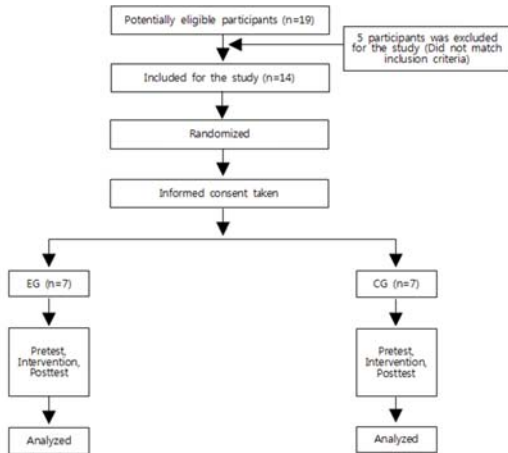 Potentially eligible participants (n=19)
5 participants was excluded
for the study (Did not match
inclusion criteria)
Included for the study (n=14)
Randomized
Informed consent taken
EG (n=7)
CG (n=7)
Pretest,
Intervention,
Posttest
Pretest,
Intervention,
Posttest
Analyzed
Analyzed